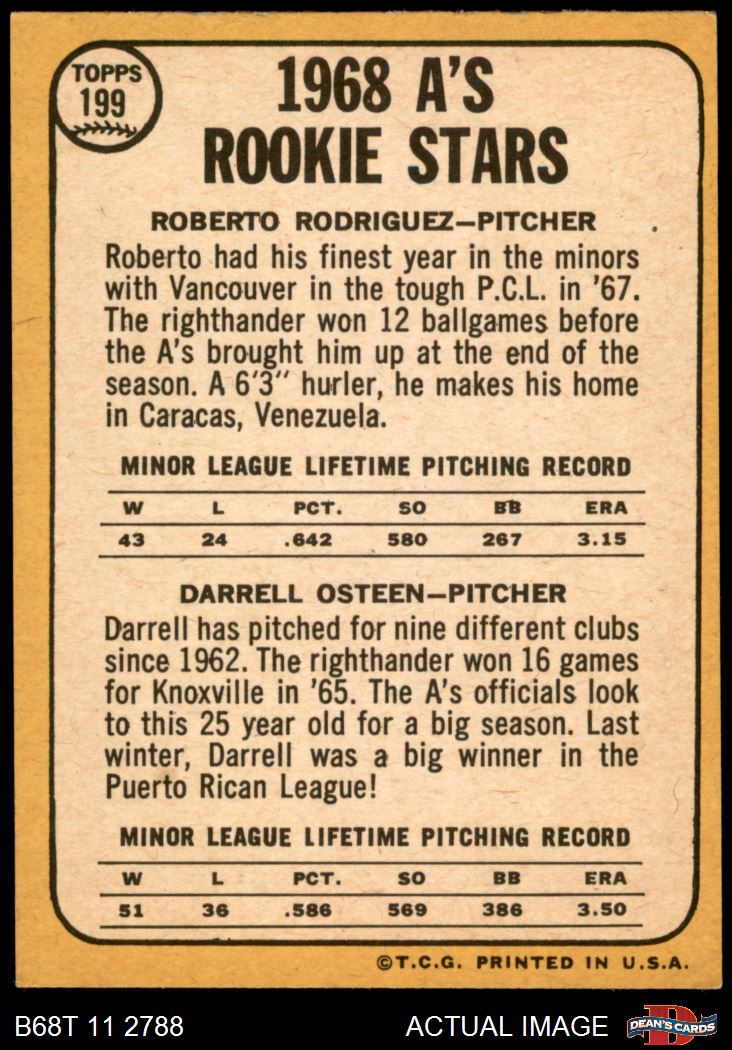 TOPPS
199
1968 A'S
ROOKIE STARS
ROBERTO RODRIGUEZ—PITCHER
Roberto had his finest year in the minors
with Vancouver in the tough P.C.L. in '67.
The righthander won 12 ballgames before
the A's brought him up at the end of the
season. A 6'3" hurler, he makes his home
in Caracas, Venezuela.
MINOR LEAGUE LIFETIME PITCHING RECORD
W L PCT. SO BB ERA
43 24 .642 580 267 3.15
DARRELL OSTEEN—PITCHER
Darrell has pitched for nine different clubs
since 1962. The righthander won 16 games
for Knoxville in '65. The A's officials look
to this 25 year old for a big season. Last
winter, Darrell was a big winner in the
Puerto Rican League!
MINOR LEAGUE LIFETIME PITCHING RECORD
W L PCT. SO BB ERA
51 36 .586 569 386 3.50
©T.C.G. PRINTED IN U.S.A.
B68T 11 2788 ACTUAL IMAGE D DEAN'S CARDS